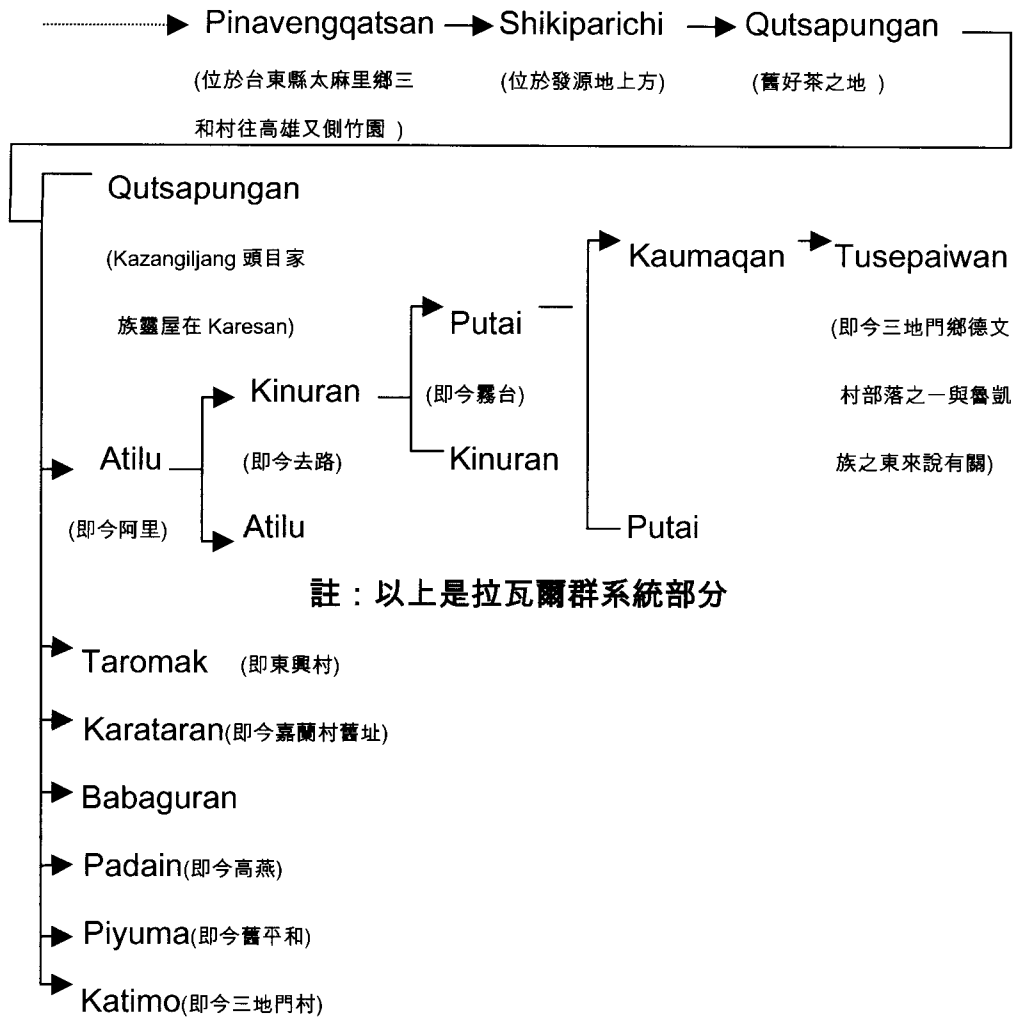 Pinavengqatsan Shikiparichi Qutsapungan
(位於台東縣太麻里鄉三 (位於發源地上方) (舊好茶之地 )
和村往高雄又側竹園 )
Qutsapungan
(Kazangiljang 頭目家
族靈屋在 Karesan)
Kaumaqan Tusepaiwan
(即今三地門鄉德文
村部落之一與魯凱
族之東來說有關)
Putai
(即今霧台)
Kinuran
(即今去路)
Kinuran
Atilu
(即今阿里)
Atilu
Putai
註：以上是拉瓦爾群系統部分
Taromak (即東興村)
Karataran(即今嘉蘭村舊址)
Babaguran
Padain(即今高燕)
Piyuma(即今舊平和)
Katimo(即今三地門村)